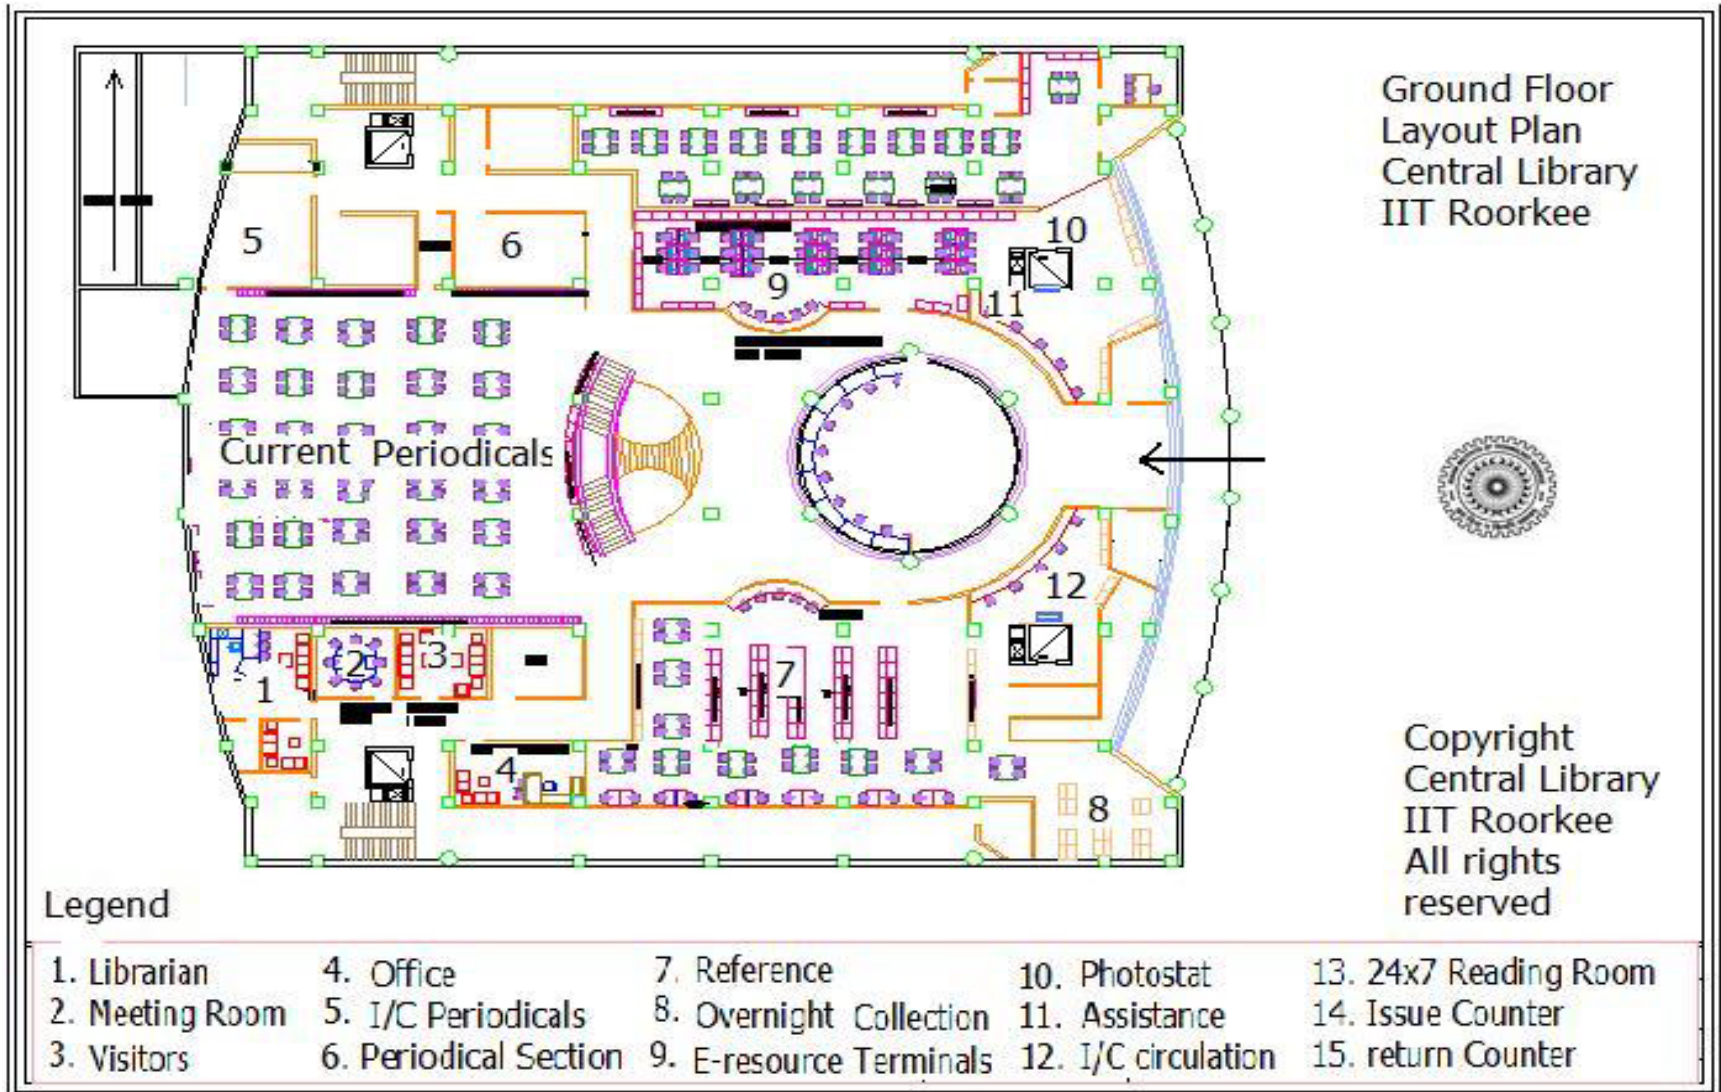 Ground Floor
Layout Plan
Central Library
IIT Roorkee
5
6
10
9
11
Current Periodicals
12
3
2
7
1
4
8
Copyright
Central Library
IIT Roorkee
All rights
reserved
Legend
1. Librarian
2. Meeting Room
3. Visitors
4. Office
5. I/C Periodicals
6. Periodical Section
7. Reference
8. Overnight Collection
9. E-resource Terminals
10. Photostat
11. Assistance
12. I/C circulation
13. 24x7 Reading Room
14. Issue Counter
15. return Counter